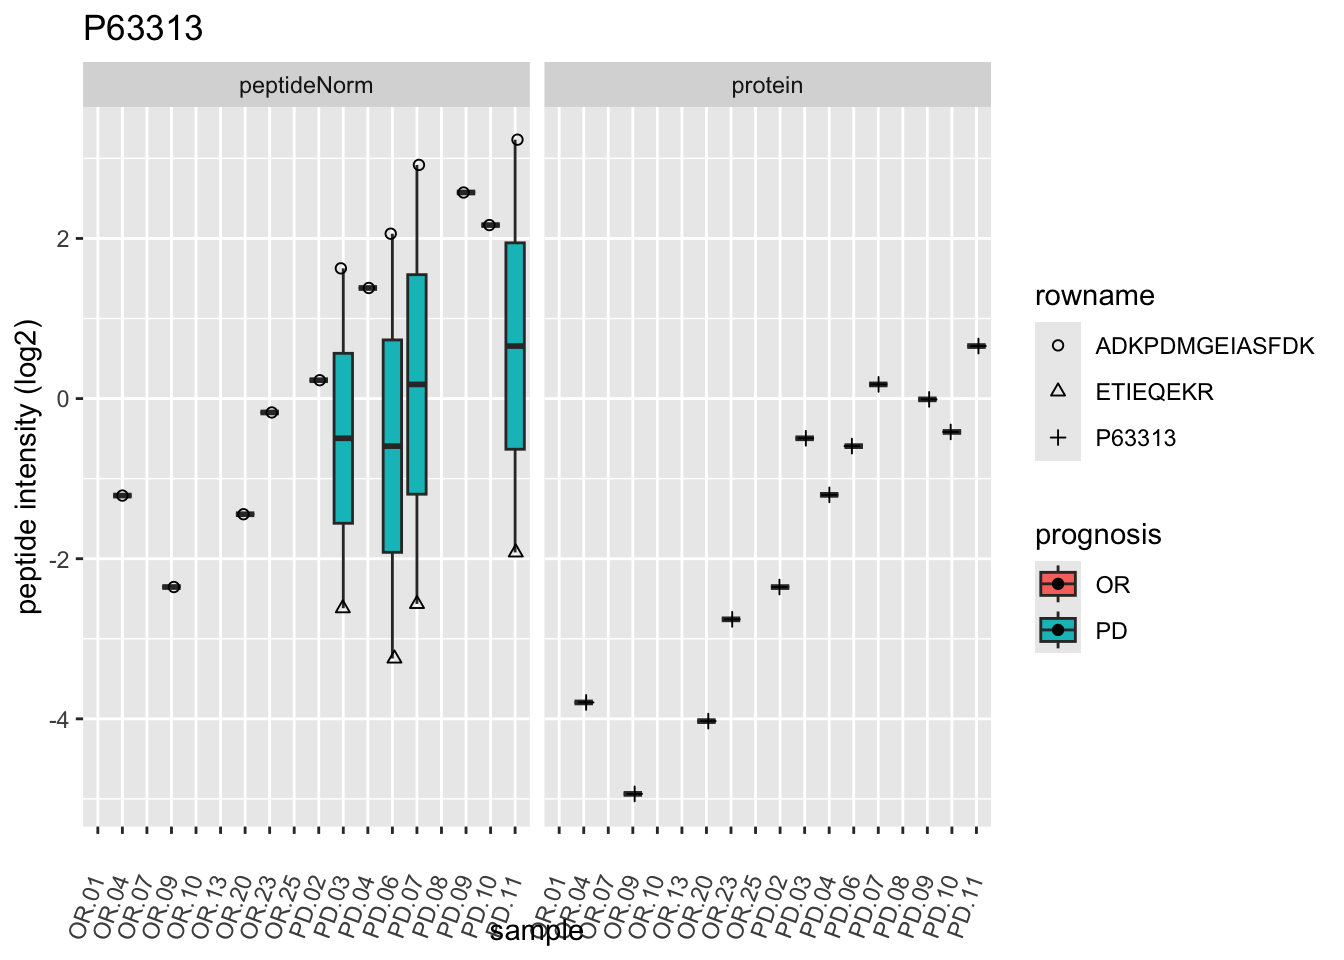 P63313
peptideNorm
protein
peptide intensity (log2)
2
0
-2
-4
OR.01
OR.04
OR.07
OR.09
OR.10
OR.13
OR.20
OR.23
OR.25
PD.02
PD.03
PD.04
PD.06
PD.07
PD.08
PD.09
PD.10
PD.11
OR.01
OR.04
OR.07
OR.09
OR.10
OR.13
OR.20
OR.23
OR.25
PD.02
PD.03
PD.04
PD.06
PD.07
PD.08
PD.09
PD.10
PD.11
sample
rowname
ADKPDMGEIASFDK
ETIEQEKR
P63313
prognosis
OR
PD